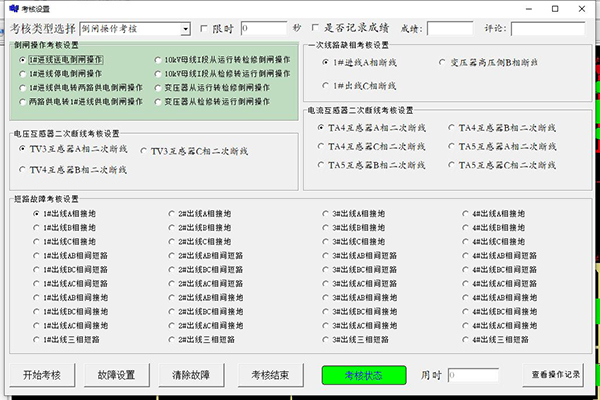 考核设置
考核类型选择 倒闸操作考核 限时 0 秒 是否记录成绩 成绩: 评论:
倒闸操作考核设置
1#进线送电倒闸操作 10kV母线I段从运行转检修倒闸操作
1#进线停电倒闸操作 10kV母线I段从检修转运行倒闸操作
1#进线供电转两路供电倒闸操作 变压器从运行转检修倒闸操作
两路供电转1#进线供电倒闸操作 变压器从检修转运行倒闸操作
一次线路缺相考核设置
1#进线A相断线 变压器高压侧B相断线
1#出线C相断线
电压互感器二次断线考核设置
TV3互感器A相二次断线 TV3互感器C相二次断线
TV4互感器B相二次断线
电流互感器二次断线考核设置
TA4互感器A相二次断线 TA4互感器B相二次断线
TA4互感器C相二次断线 TA5互感器A相二次断线
TA5互感器B相二次断线 TA5互感器C相二次断线
短路故障考核设置
1#出线A相接地 2#出线A相接地 3#出线A相接地 4#出线A相接地
1#出线B相接地 2#出线B相接地 3#出线B相接地 4#出线B相接地
1#出线C相接地 2#出线C相接地 3#出线C相接地 4#出线C相接地
1#出线AB相间短路 2#出线AB相间短路 3#出线AB相间短路 4#出线AB相间短路
1#出线BC相间短路 2#出线BC相间短路 3#出线BC相间短路 4#出线BC相间短路
1#出线AC相间短路 2#出线AC相间短路 3#出线AC相间短路 4#出线AC相间短路
1#出线AB相间接地 2#出线AB相接地 3#出线AB相接地 4#出线AB相接地
1#出线BC相接地 2#出线BC相接地 3#出线BC相接地 4#出线BC相接地
1#出线AC相接地 2#出线AC相接地 3#出线AC相接地 4#出线AC相接地
1#出线三相短路 2#出线三相短路 3#出线三相短路 4#出线三相短路
开始考核 故障设置 清除故障 考核结束 考核状态 用时 0 查看操作记录